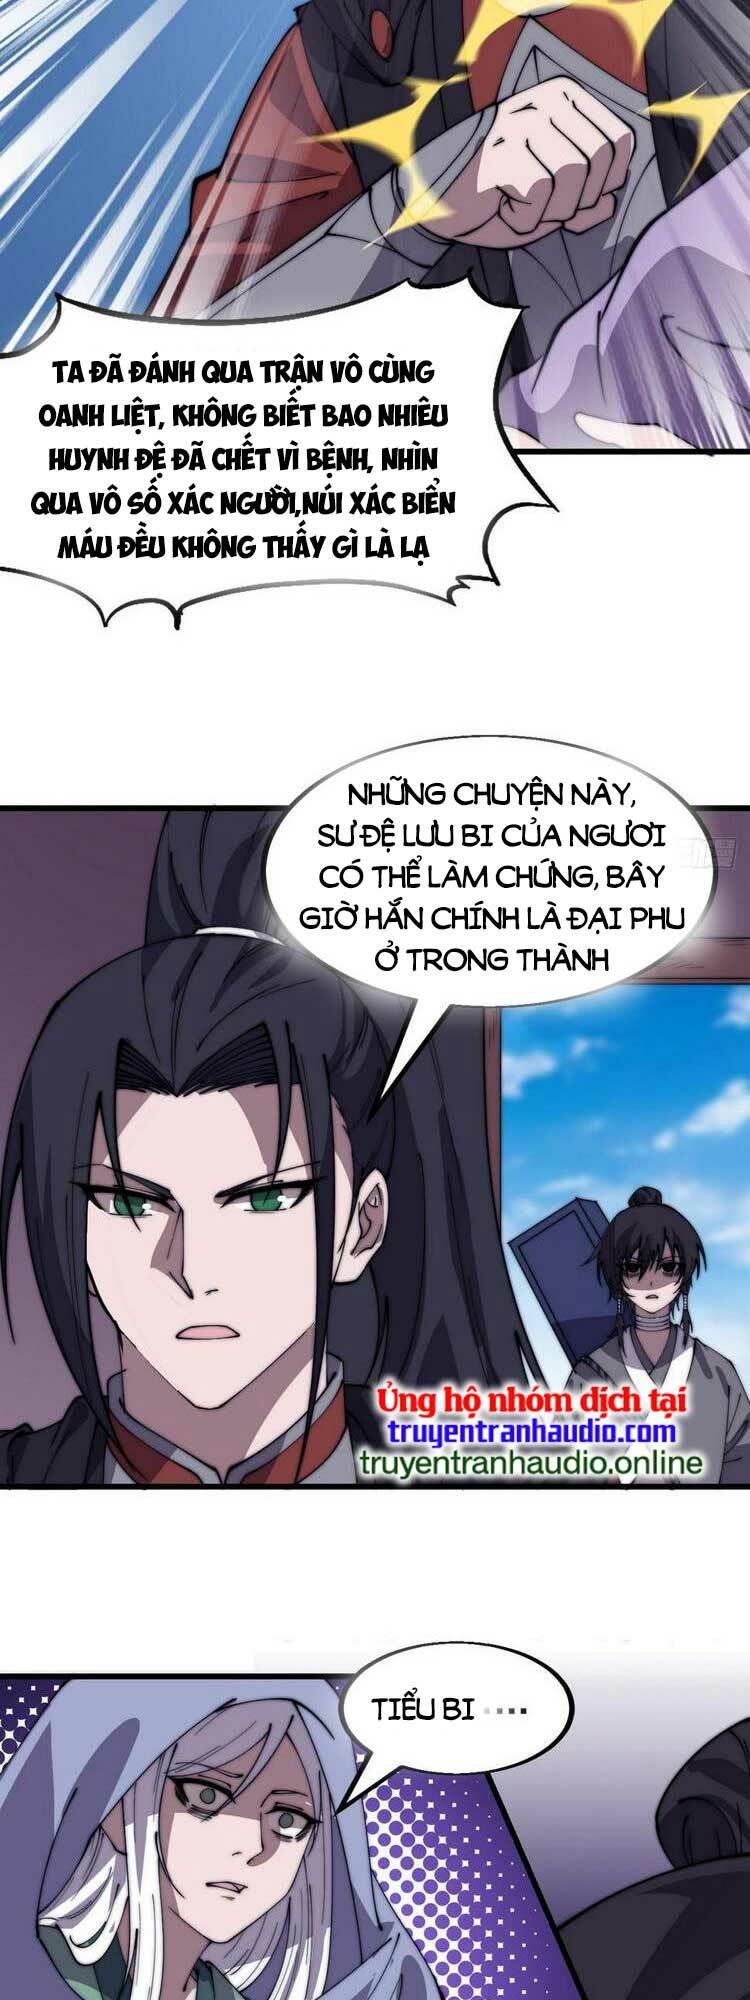 TA ĐÃ ĐÁNH QUA TRẬN VÔ CÙNG
OANH LIỆT, KHÔNG BIẾT BAO NHIÊU
HUYNH ĐỆ ĐÃ CHẾT VÌ BỆNH, NHÌN
QUA VÔ SỐ XÁC NGƯỜI,NÚI XÁC BIỂN
MÁU ĐỀU KHÔNG THẤY GÌ LÀ LẠ
NHỮNG CHUYỆN NÀY,
SƯ ĐỆ LƯU BI CỦA NGƯƠI
CÓ THỂ LÀM CHỨNG, BÂY
GIỜ HẮN CHÍNH LÀ ĐẠI PHU
Ở TRONG THÀNH
Ủng hộ nhóm dịch tại
truyentranhaudio.com
truyentranhaudio.online
TIỂU BI ....